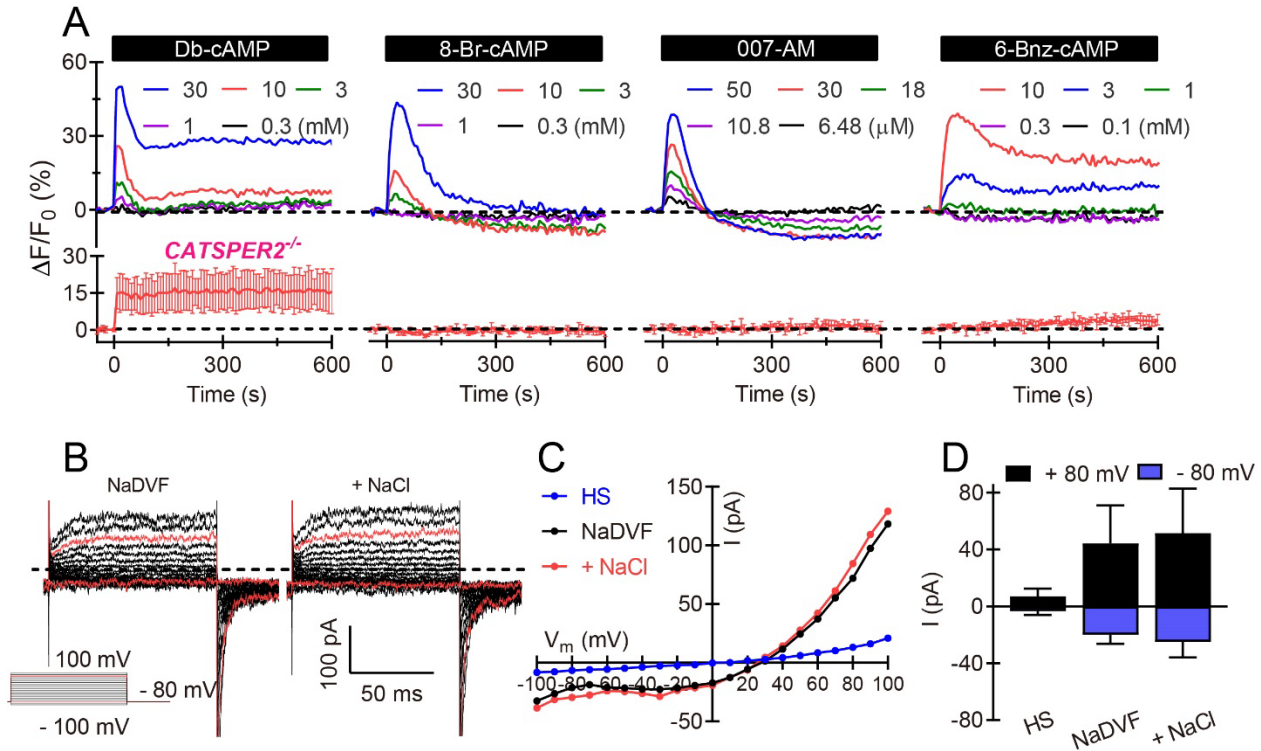 A
Db-cAMP 8-Br-cAMP 007-AM 6-Bnz-cAMP
60
30
0
ΔF/F0 (%)
30 10 3
1 0.3 (mM)
30 10 3
1 0.3 (mM)
50 30 18
10.8 6.48 (μM)
10 3 1
0.3 0.1 (mM)
CATSPER2-/-
30
15
0
0 300 600 0 300 600 0 300 600 0 300 600
Time (s) Time (s) Time (s) Time (s)
B
NaDVF + NaCl
100 mV
- 80 mV
- 100 mV
100 pA
50 ms
C
HS
NaDVF
+ NaCl
I (pA)
150
100
50
-50
Vm (mV)
-100 -80 -60 -40 -20 20 40 60 80 100
D
+ 80 mV - 80 mV
I (pA)
80
40
0
-40
-80
HS NaDVF + NaCl